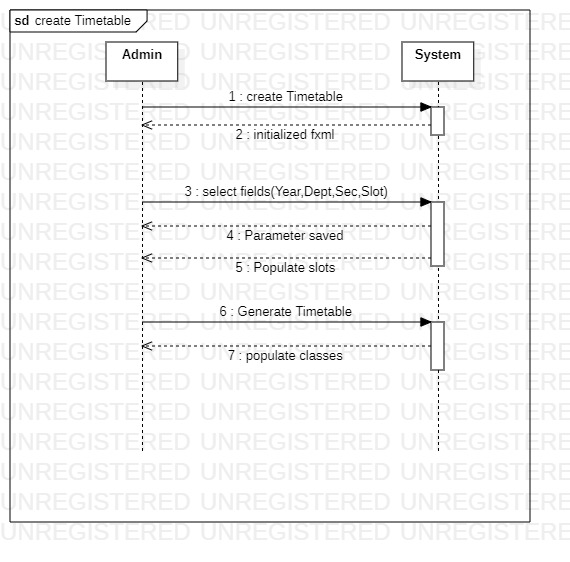 sd create Timetable
Admin
System
1 : create Timetable
2 : initialized fxml
3 : select fields(Year,Dept,Sec,Slot)
4 : Parameter saved
5 : Populate slots
6 : Generate Timetable
7 : populate classes
UNREGISTERED UNREGISTERED UNREGISTERED